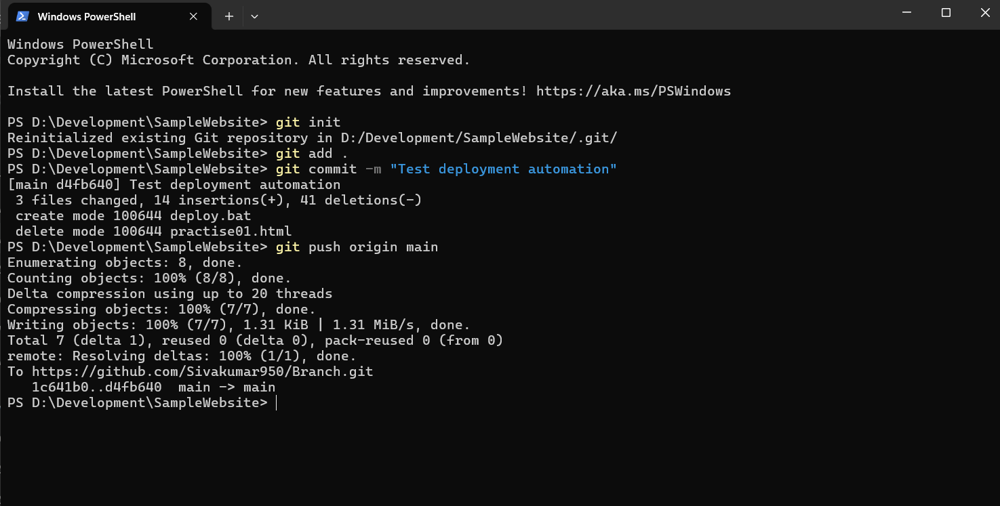 Windows PowerShell
Windows PowerShell
Copyright (C) Microsoft Corporation. All rights reserved.
Install the latest PowerShell for new features and improvements! https://aka.ms/PSWindows
PS D:\Development\SampleWebsite> git init
Reinitialized existing Git repository in D:/Development/SampleWebsite/.git/
PS D:\Development\SampleWebsite> git add .
PS D:\Development\SampleWebsite> git commit -m "Test deployment automation"
[main d4fb640] Test deployment automation
 3 files changed, 14 insertions(+), 41 deletions(-)
 create mode 100644 deploy.bat
 delete mode 100644 practise01.html
PS D:\Development\SampleWebsite> git push origin main
Enumerating objects: 8, done.
Counting objects: 100% (8/8), done.
Delta compression using up to 20 threads
Compressing objects: 100% (7/7), done.
Writing objects: 100% (7/7), 1.31 KiB | 1.31 MiB/s, done.
Total 7 (delta 1), reused 0 (delta 0), pack-reused 0 (from 0)
remote: Resolving deltas: 100% (1/1), done.
To https://github.com/Sivakumar950/Branch.git
   1c641b0..d4fb640  main -> main
PS D:\Development\SampleWebsite>